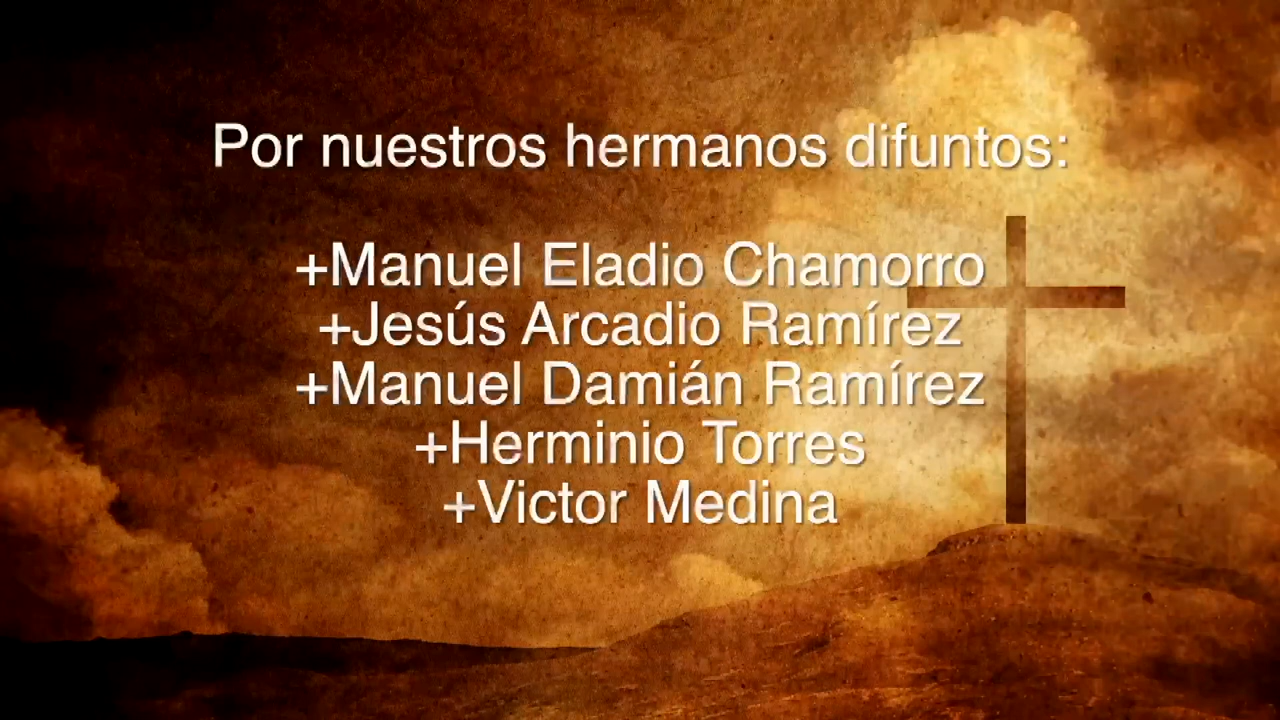 Por nuestros hermanos difuntos:
+Manuel Eladio Chamorro
+Jesús Arcadio Ramírez
+Manuel Damián Ramírez
+Herminio Torres
+Victor Medina